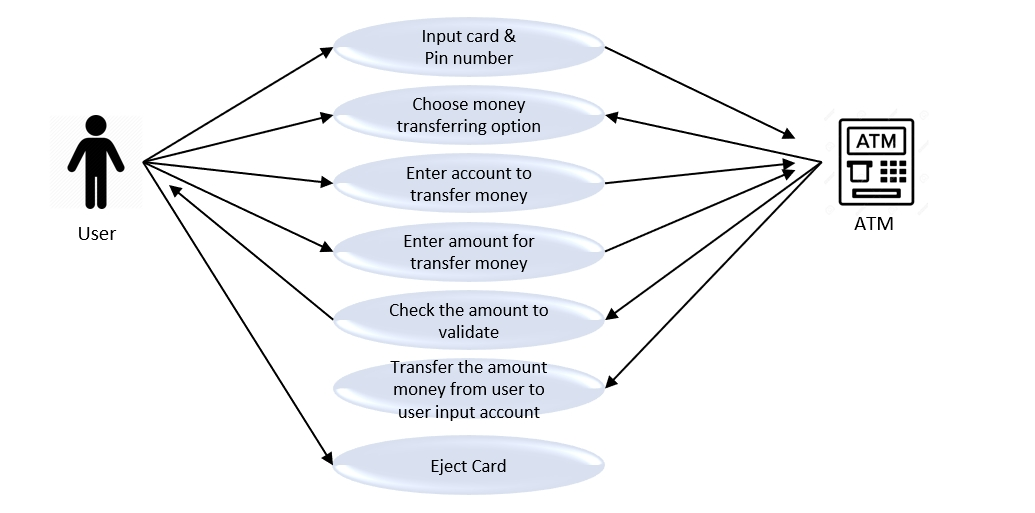 Input card &
Pin number
Choose money
transferring option
Enter account to
transfer money
Enter amount for
transfer money
Check the amount to
validate
Transfer the amount
money from user to
user input account
Eject Card
User
ATM
ATM